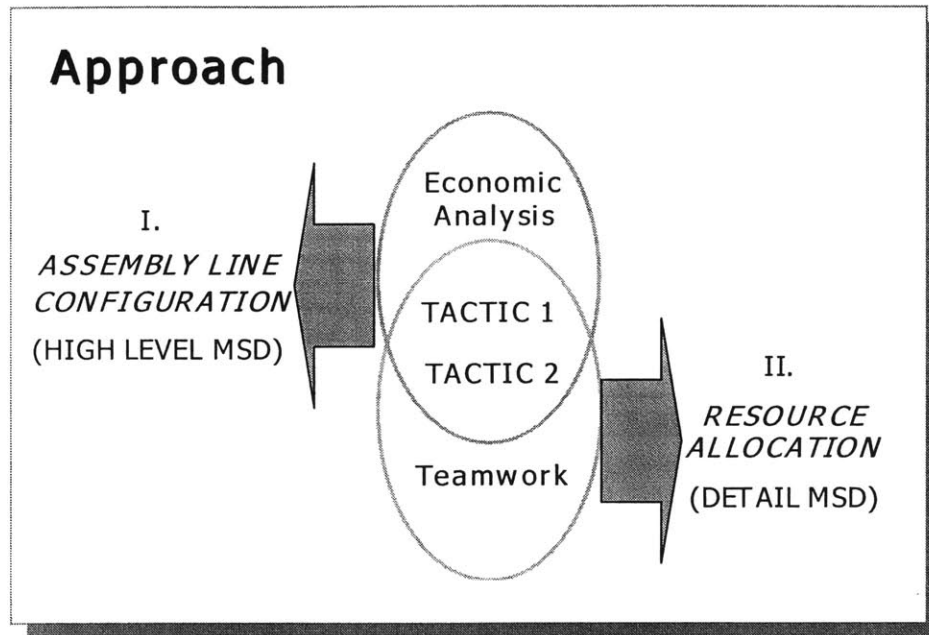 Approach
Economic
Analysis
I.
ASSEMBLY LINE
CONFIGURATION
(HIGH LEVEL MSD)
TACTIC 1
TACTIC 2
Teamwork
II.
RESOURCE
ALLOCATION
(DETAIL MSD)